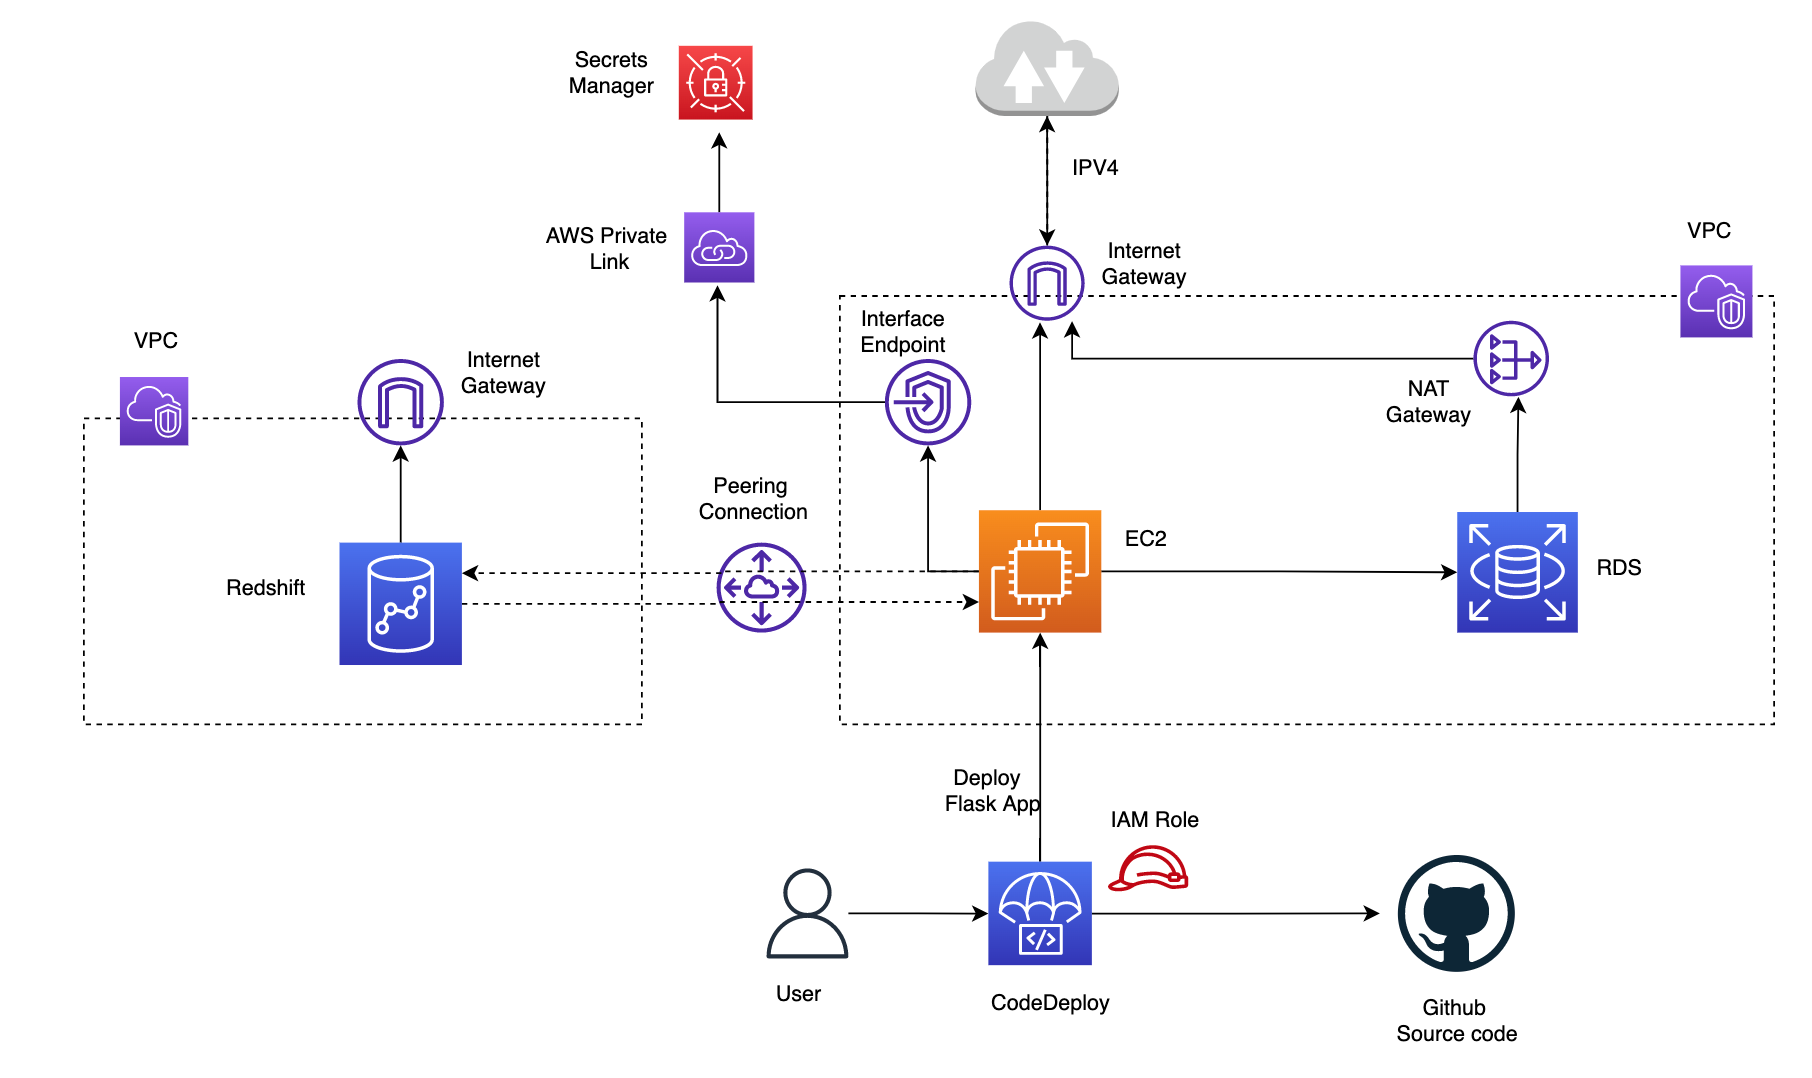 Secrets
Manager
IPV4
AWS Private
Link
Internet
Gateway
VPC
Interface
Endpoint
VPC
Internet
Gateway
NAT
Gateway
Peering
Connection
EC2
RDS
Redshift
Deploy
Flask App
IAM Role
User
CodeDeploy
Github
Source code